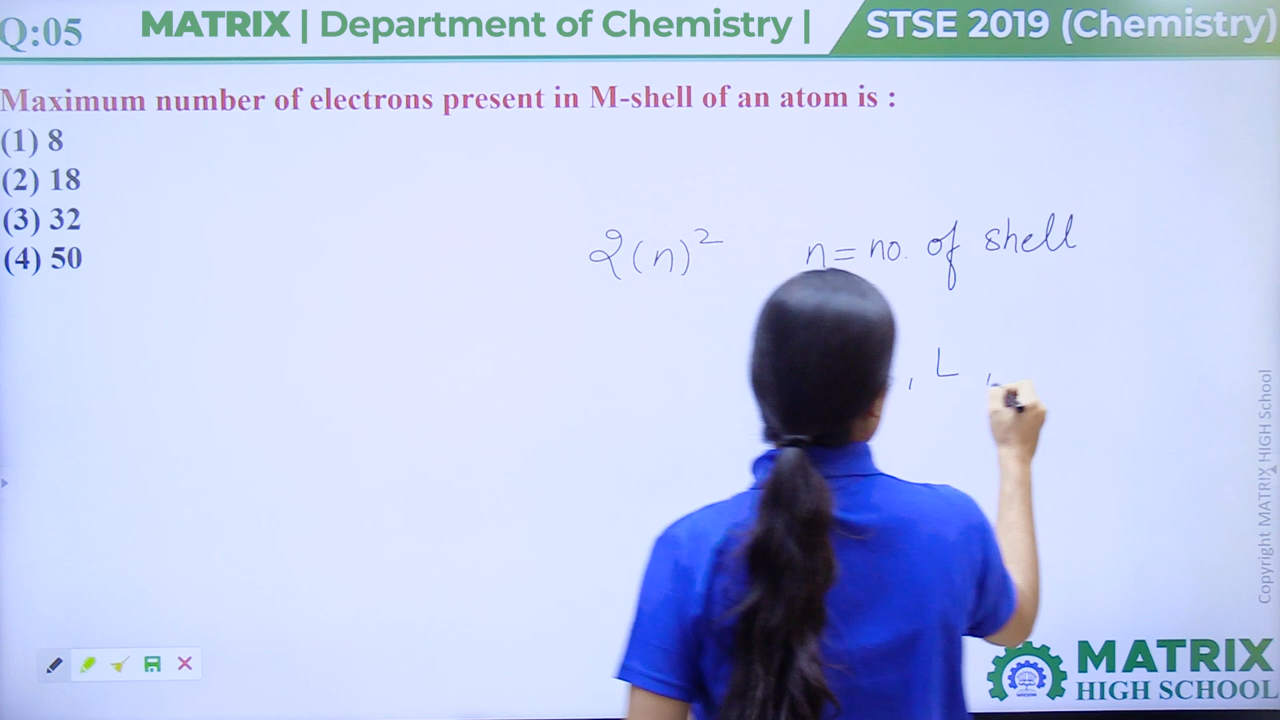 Q:05 MATRIX | Department of Chemistry | STSE 2019 (Chemistry)
Maximum number of electrons present in M-shell of an atom is :
(1) 8
(2) 18
(3) 32
(4) 50
2(n)² n = no. of shell
, L ,
Copyright MATRIX HIGH School
MATRIX
HIGH SCHOOL